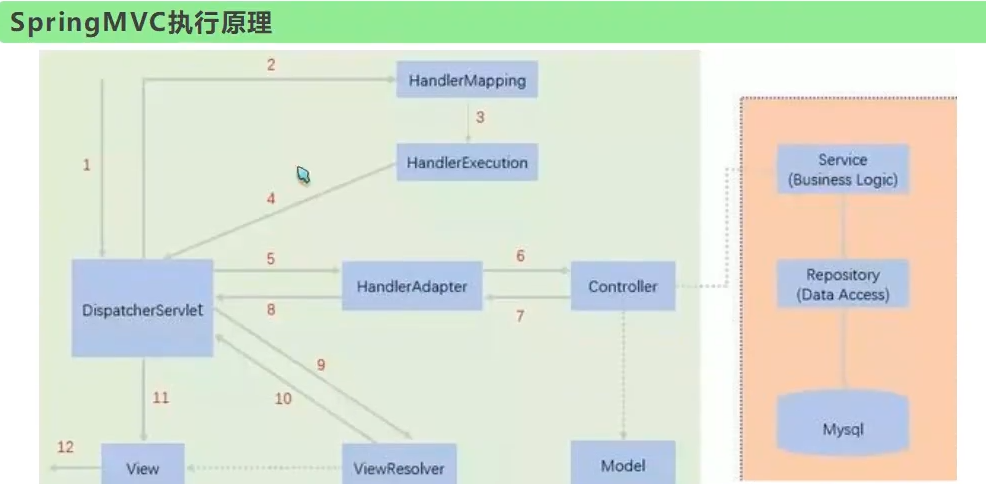 SpringMVC执行原理
2
HandlerMapping
3
1
HandlerExecution
4
Service
(Business Logic)
5
6
HandlerAdapter
Controller
Repository
(Data Access)
DispatcherServlet
8
7
9
11
10
12
View
ViewResolver
Model
Mysql